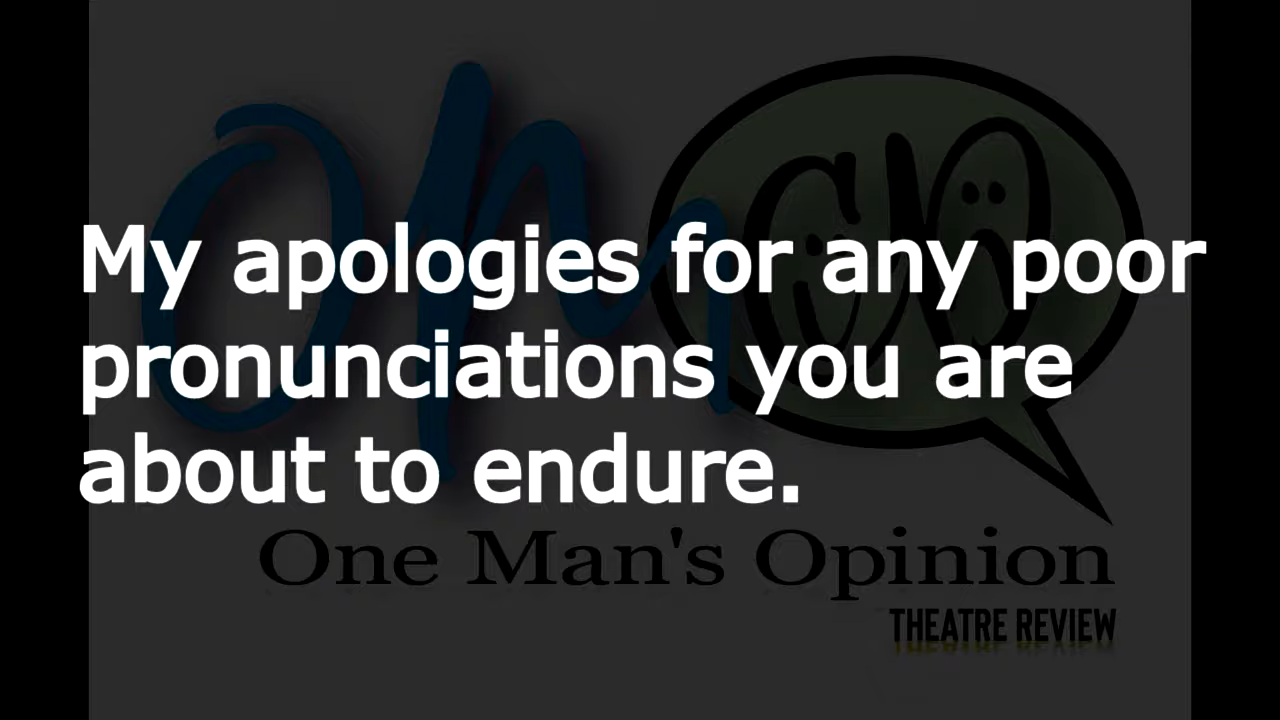 My apologies for any poor
pronunciations you are
about to endure.
One Man's Opinion
THEATRE REVIEW